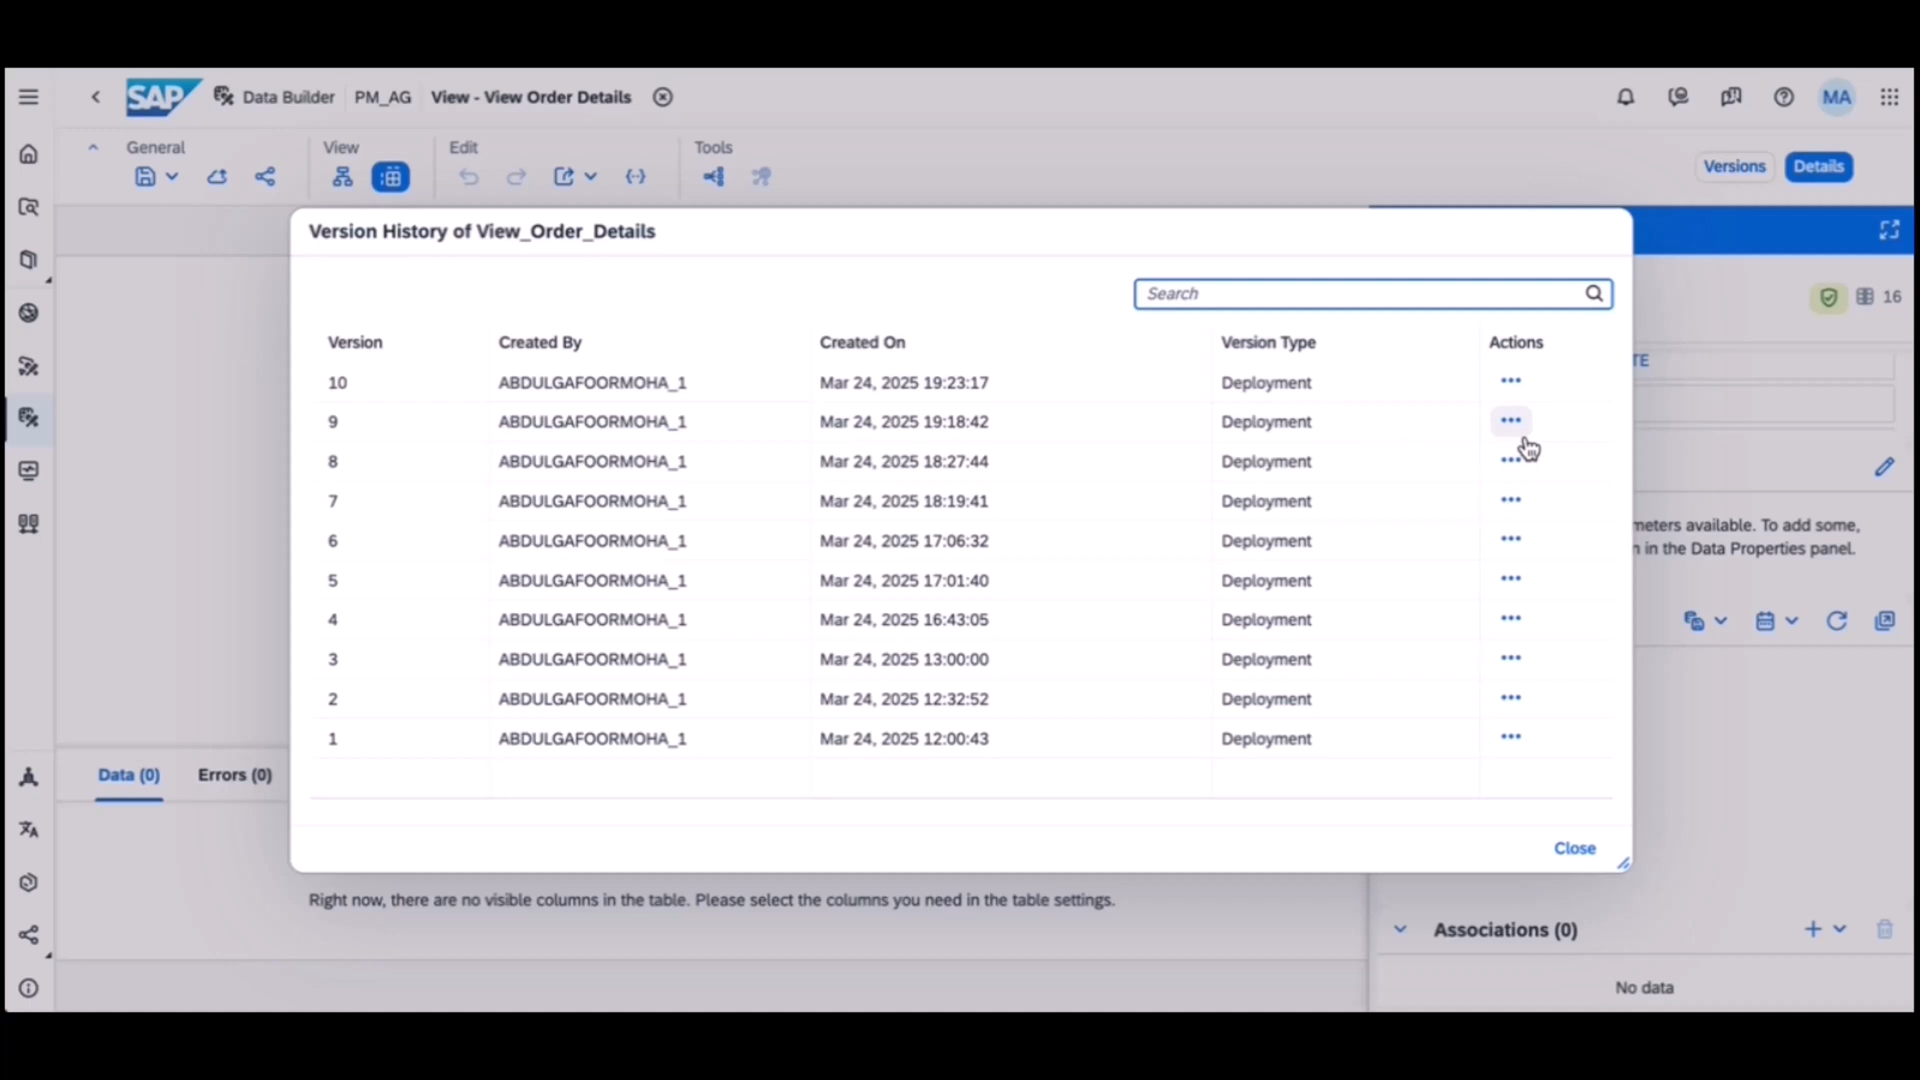 SAP Data Builder PM_AG View - View Order Details MA
General View Edit Tools
Versions Details
Version History of View_Order_Details
Search
16
Version Created By Created On Version Type Actions
TE
10 ABDULGAFOORMOHA_1 Mar 24, 2025 19:23:17 Deployment
9 ABDULGAFOORMOHA_1 Mar 24, 2025 19:18:42 Deployment
8 ABDULGAFOORMOHA_1 Mar 24, 2025 18:27:44 Deployment
7 ABDULGAFOORMOHA_1 Mar 24, 2025 18:19:41 Deployment
meters available. To add some,
6 ABDULGAFOORMOHA_1 Mar 24, 2025 17:06:32 Deployment
n in the Data Properties panel.
5 ABDULGAFOORMOHA_1 Mar 24, 2025 17:01:40 Deployment
4 ABDULGAFOORMOHA_1 Mar 24, 2025 16:43:05 Deployment
3 ABDULGAFOORMOHA_1 Mar 24, 2025 13:00:00 Deployment
2 ABDULGAFOORMOHA_1 Mar 24, 2025 12:32:52 Deployment
1 ABDULGAFOORMOHA_1 Mar 24, 2025 12:00:43 Deployment
Data (0) Errors (0)
Close
Right now, there are no visible columns in the table. Please select the columns you need in the table settings.
Associations (0)
No data